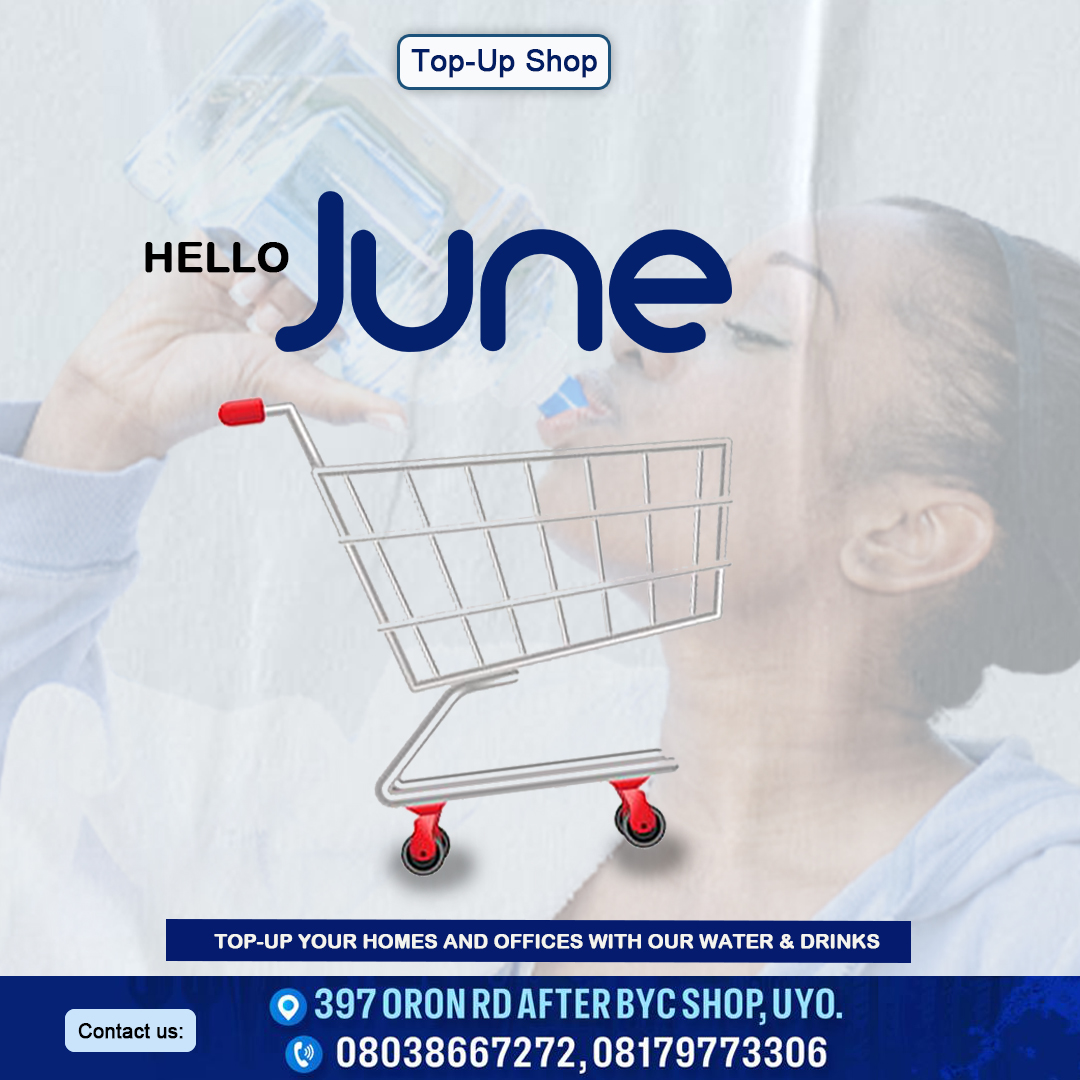 Top-Up Shop
HELLO June
TOP-UP YOUR HOMES AND OFFICES WITH OUR WATER & DRINKS
397 ORON RD AFTER BYC SHOP, UYO.
Contact us:
08038667272, 08179773306